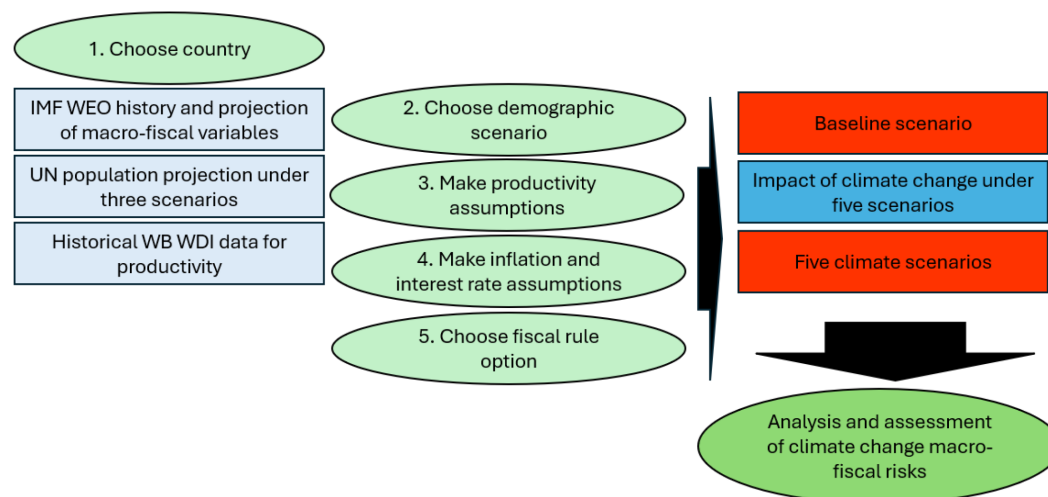 1. Choose country
IMF WEO history and projection
of macro-fiscal variables
UN population projection under
three scenarios
Historical WB WDI data for
productivity
2. Choose demographic
scenario
3. Make productivity
assumptions
4. Make inflation and
interest rate assumptions
5. Choose fiscal rule
option
Baseline scenario
Impact of climate change under
five scenarios
Five climate scenarios
Analysis and assessment
of climate change macro-
fiscal risks